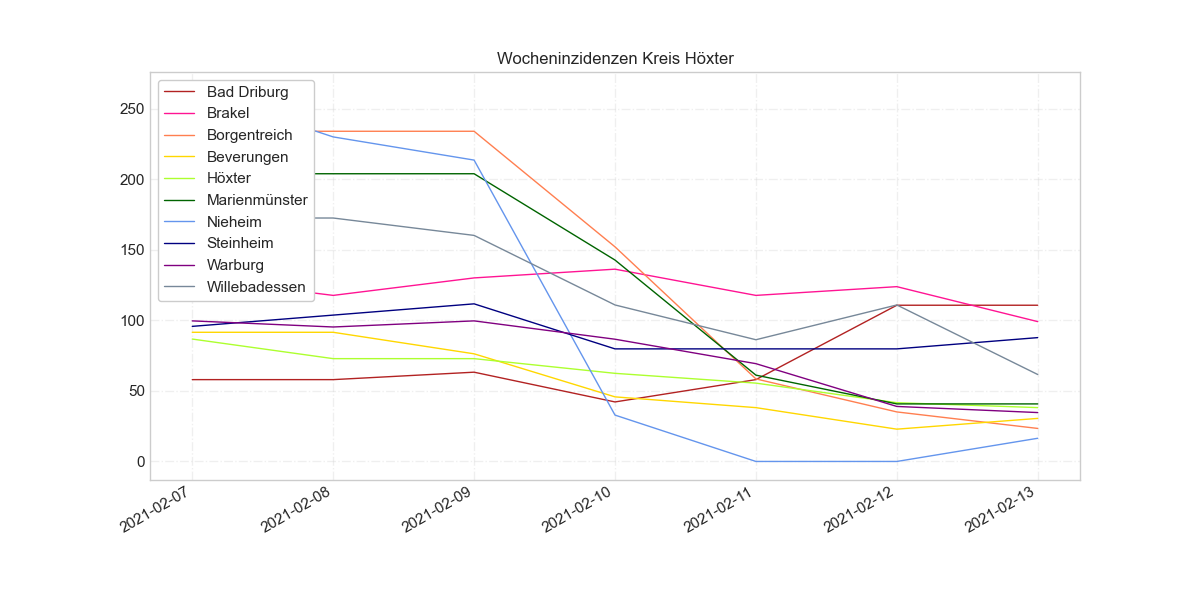 Wocheninzidenzen Kreis Höxter
Bad Driburg
Brakel
Borgentreich
Beverungen
Höxter
Marienmünster
Nieheim
Steinheim
Warburg
Willebadessen
250
200
150
100
50
0
2021-02-07
2021-02-08
2021-02-09
2021-02-10
2021-02-11
2021-02-12
2021-02-13